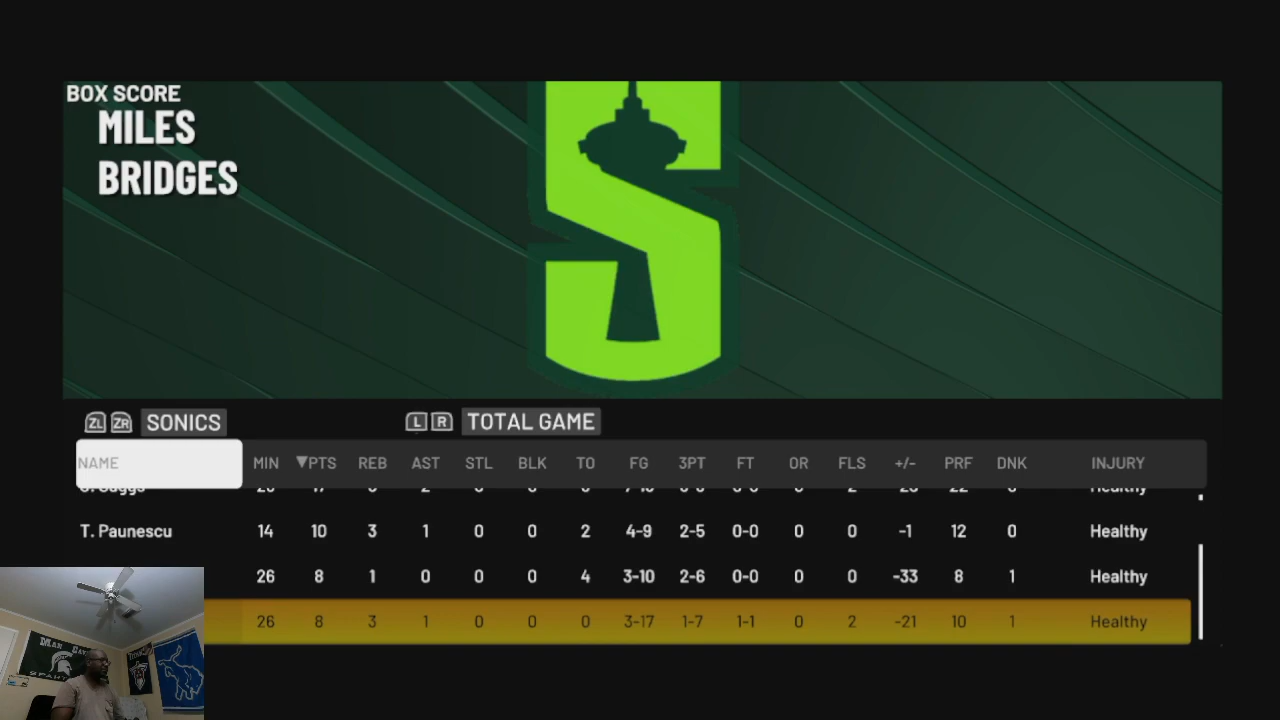 BOX SCORE
MILES
BRIDGES
ZL ZR SONICS L R TOTAL GAME
NAME MIN ▼PTS REB AST STL BLK TO FG 3PT FT OR FLS +/- PRF DNK INJURY
T. Paunescu 14 10 3 1 0 0 2 4-9 2-5 0-0 0 0 -1 12 0 Healthy
26 8 1 0 0 0 4 3-10 2-6 0-0 0 0 -33 8 1 Healthy
26 8 3 1 0 0 0 3-17 1-7 1-1 0 2 -21 10 1 Healthy